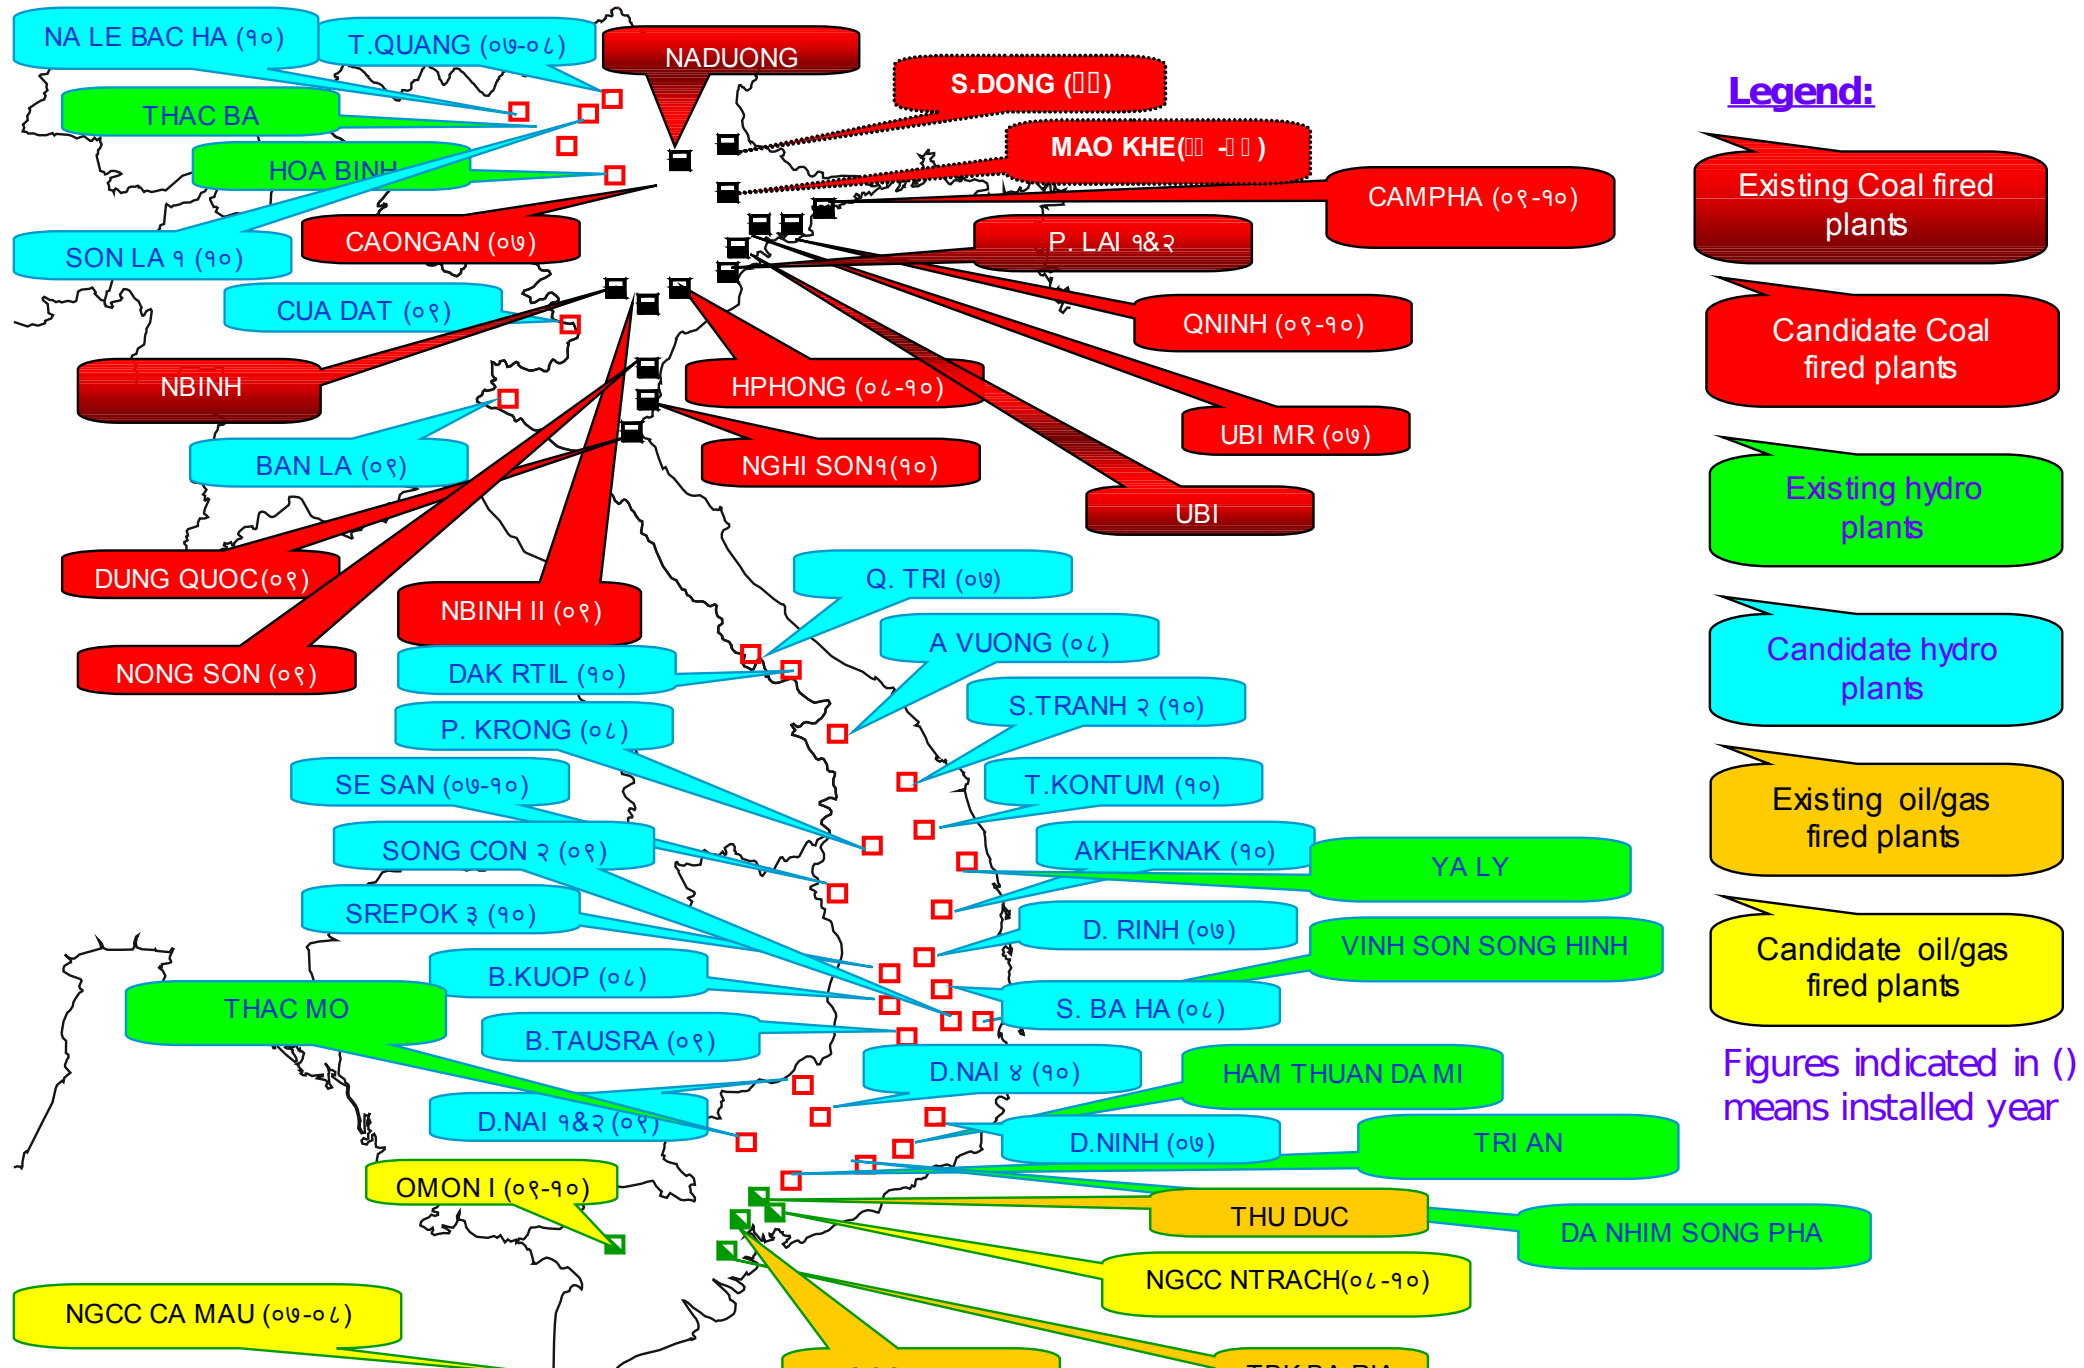 NA LE BAC HA (१०)
T.QUANG (०७-०८)
NADUONG
S.DONG
THAC BA
MAO KHE
HOA BINH
CAMPHA (०९-१०)
CAONGAN (०७)
P. LAI १&२
SON LA १ (१०)
CUA DAT (०९)
QNINH (०९-१०)
NBINH
HPHONG (०८-१०)
UBI MR (०७)
BAN LA (०९)
NGHI SON१(१०)
UBI
DUNG QUOC(०९)
NBINH II (०९)
Q. TRI (०७)
NONG SON (०९)
DAK RTIL (१०)
A VUONG (०८)
P. KRONG (०८)
S.TRANH २ (१०)
SE SAN (०७-१०)
T.KONTUM (१०)
SONG CON २ (०९)
AKHEKNAK (१०)
YA LY
SREPOK ३ (१०)
D. RINH (०७)
VINH SON SONG HINH
B.KUOP (०८)
THAC MO
S. BA HA (०८)
B.TAUSRA (०९)
D.NAI ४ (१०)
HAM THUAN DA MI
D.NAI १&२ (०९)
D.NINH (०७)
TRI AN
OMON I (०९-१०)
THU DUC
DA NHIM SONG PHA
NGCC NTRACH(०८-१०)
NGCC CA MAU (०७-०८)
TBK BA RIA
Legend:
Existing Coal fired
plants
Candidate Coal
fired plants
Existing hydro
plants
Candidate hydro
plants
Existing oil/gas
fired plants
Candidate oil/gas
fired plants
Figures indicated in ()
means installed year